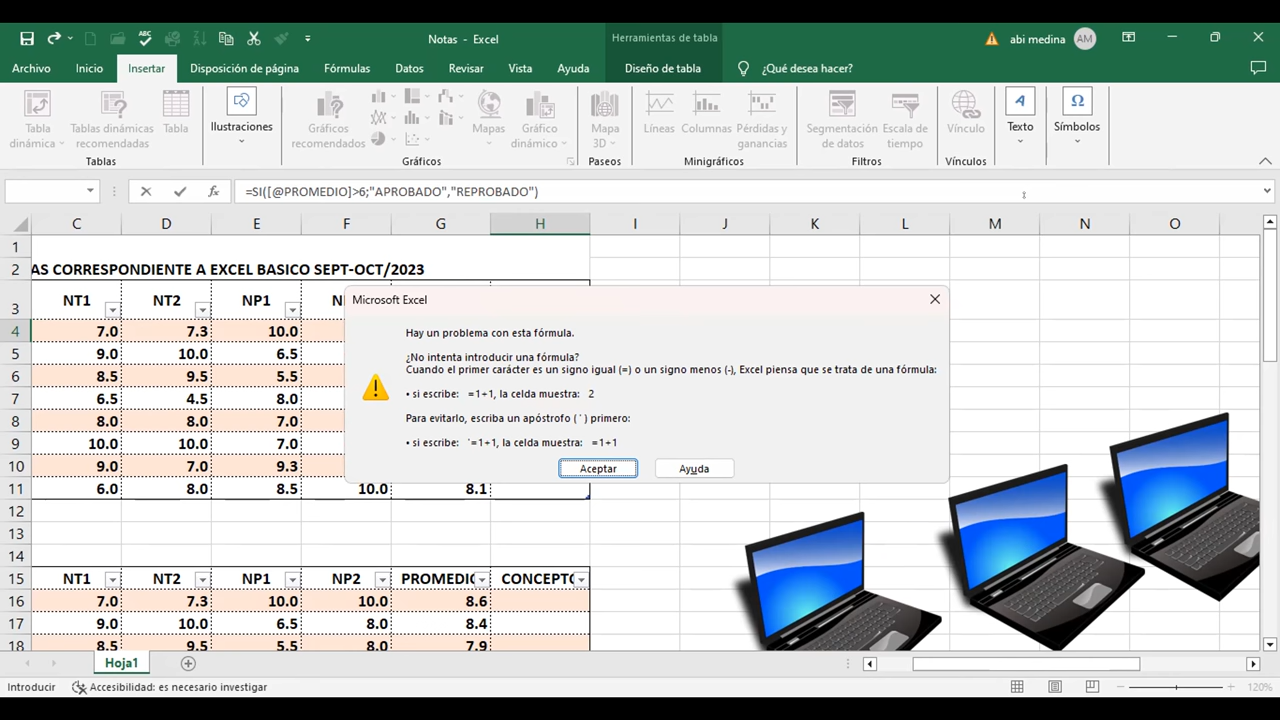 Notas - Excel
Herramientas de tabla
abi medina
AM
Archivo Inicio Insertar Disposición de página Fórmulas Datos Revisar Vista Ayuda Diseño de tabla ¿Qué desea hacer?
Tabla dinámica
Tablas dinámicas recomendadas
Tabla
Ilustraciones
Gráficos recomendados
Mapas
Gráfico dinámico
Mapa 3D
Líneas
Columnas
Pérdidas y ganancias
Segmentación de datos
Escala de tiempo
Vínculo
Texto
Símbolos
Tablas Gráficos Paseos Minigráficos Filtros Vínculos
=SI([@PROMEDIO]>6;"APROBADO","REPROBADO")
C D E F G H I J K L M N O
1
2 AS CORRESPONDIENTE A EXCEL BASICO SEPT-OCT/2023
3 NT1 NT2 NP1
4 7.0 7.3 10.0
5 9.0 10.0 6.5
6 8.5 9.5 5.5
7 6.5 4.5 8.0
8 8.0 8.0 7.0
9 10.0 10.0 7.0
10 9.0 7.0 9.3
11 6.0 8.0 8.5 10.0 8.1
12
13
14
15 NT1 NT2 NP1 NP2 PROMEDIO CONCEPTO
16 7.0 7.3 10.0 10.0 8.6
17 9.0 10.0 6.5 8.0 8.4
18 8.5 9.5 5.5 8.0 7.9
Microsoft Excel
Hay un problema con esta fórmula.
¿No intenta introducir una fórmula?
Cuando el primer carácter es un signo igual (=) o un signo menos (-), Excel piensa que se trata de una fórmula:
• si escribe: =1+1, la celda muestra: 2
Para evitarlo, escriba un apóstrofo (´) primero:
• si escribe: `=1+1, la celda muestra: =1+1
Aceptar Ayuda
Hoja1
Introducir Accesibilidad: es necesario investigar
120%